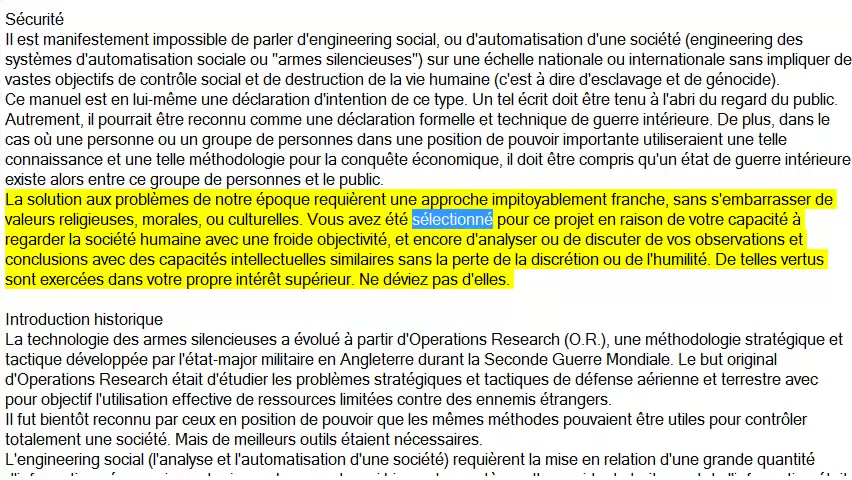 Sécurité
Il est manifestement impossible de parler d'engineering social, ou d'automatisation d'une société (engineering des
systèmes d'automatisation sociale ou "armes silencieuses") sur une échelle nationale ou internationale sans impliquer de
vastes objectifs de contrôle social et de destruction de la vie humaine (c'est à dire d'esclavage et de génocide).
Ce manuel est en lui-même une déclaration d'intention de ce type. Un tel écrit doit être tenu à l'abri du regard du public.
Autrement, il pourrait être reconnu comme une déclaration formelle et technique de guerre intérieure. De plus, dans le
cas où une personne ou un groupe de personnes dans une position de pouvoir importante utiliseraient une telle
connaissance et une telle méthodologie pour la conquête économique, il doit être compris qu'un état de guerre intérieure
existe alors entre ce groupe de personnes et le public.
La solution aux problèmes de notre époque requièrent une approche impitoyablement franche, sans s'embarrasser de
valeurs religieuses, morales, ou culturelles. Vous avez été sélectionné pour ce projet en raison de votre capacité à
regarder la société humaine avec une froide objectivité, et encore d'analyser ou de discuter de vos observations et
conclusions avec des capacités intellectuelles similaires sans la perte de la discrétion ou de l'humilité. De telles vertus
sont exercées dans votre propre intérêt supérieur. Ne déviez pas d'elles.
Introduction historique
La technologie des armes silencieuses a évolué à partir d'Operations Research (O.R.), une méthodologie stratégique et
tactique développée par l'état-major militaire en Angleterre durant la Seconde Guerre Mondiale. Le but original
d'Operations Research était d'étudier les problèmes stratégiques et tactiques de défense aérienne et terrestre avec
pour objectif l'utilisation effective de ressources limitées contre des ennemis étrangers.
Il fut bientôt reconnu par ceux en position de pouvoir que les mêmes méthodes pouvaient être utiles pour contrôler
totalement une société. Mais de meilleurs outils étaient nécessaires.
L'engineering social (l'analyse et l'automatisation d'une société) requièrent la mise en relation d'une grande quantité